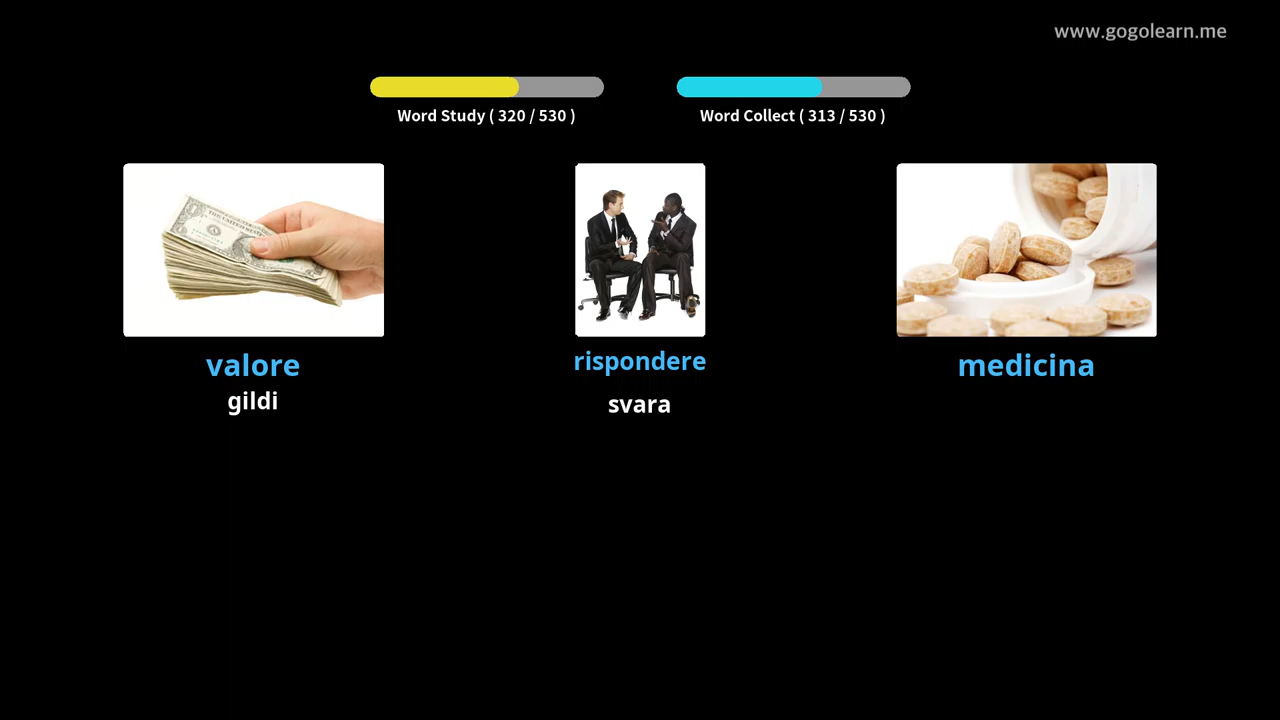 www.gogolearn.me
Word Study ( 320 / 530 )
Word Collect ( 313 / 530 )
valore
gildi
rispondere
svara
medicina